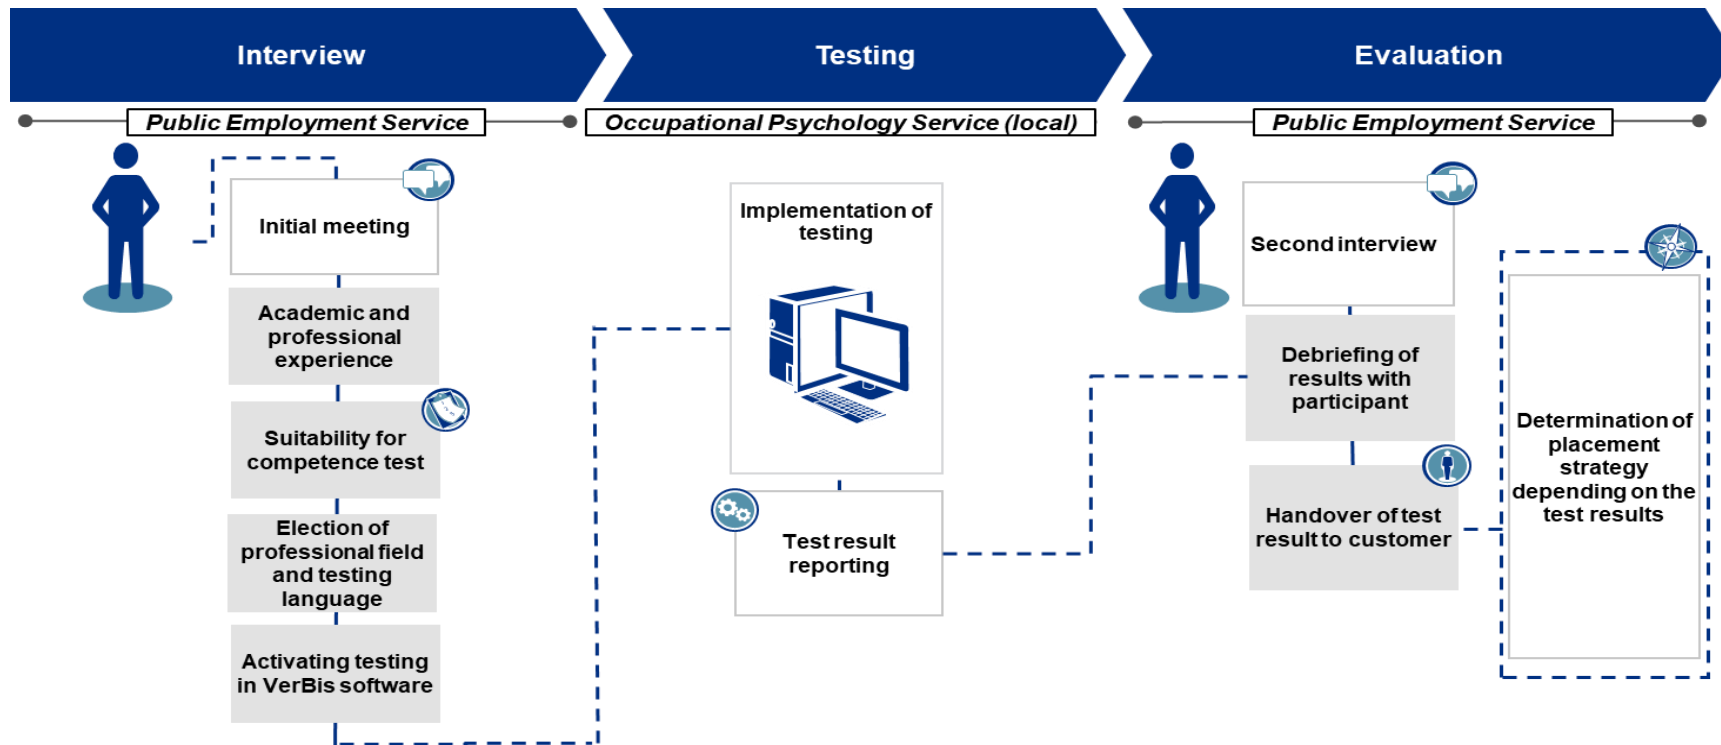 Interview
Testing
Evaluation
Public Employment Service
Occupational Psychology Service (local)
Public Employment Service
Initial meeting
Academic and
professional
experience
Suitability for
competence test
Election of
professional field
and testing
language
Activating testing
in VerBis software
Implementation of
testing
Test result
reporting
Second interview
Debriefing of
results with
participant
Handover of test
result to customer
Determination of
placement
strategy
depending on the
test results